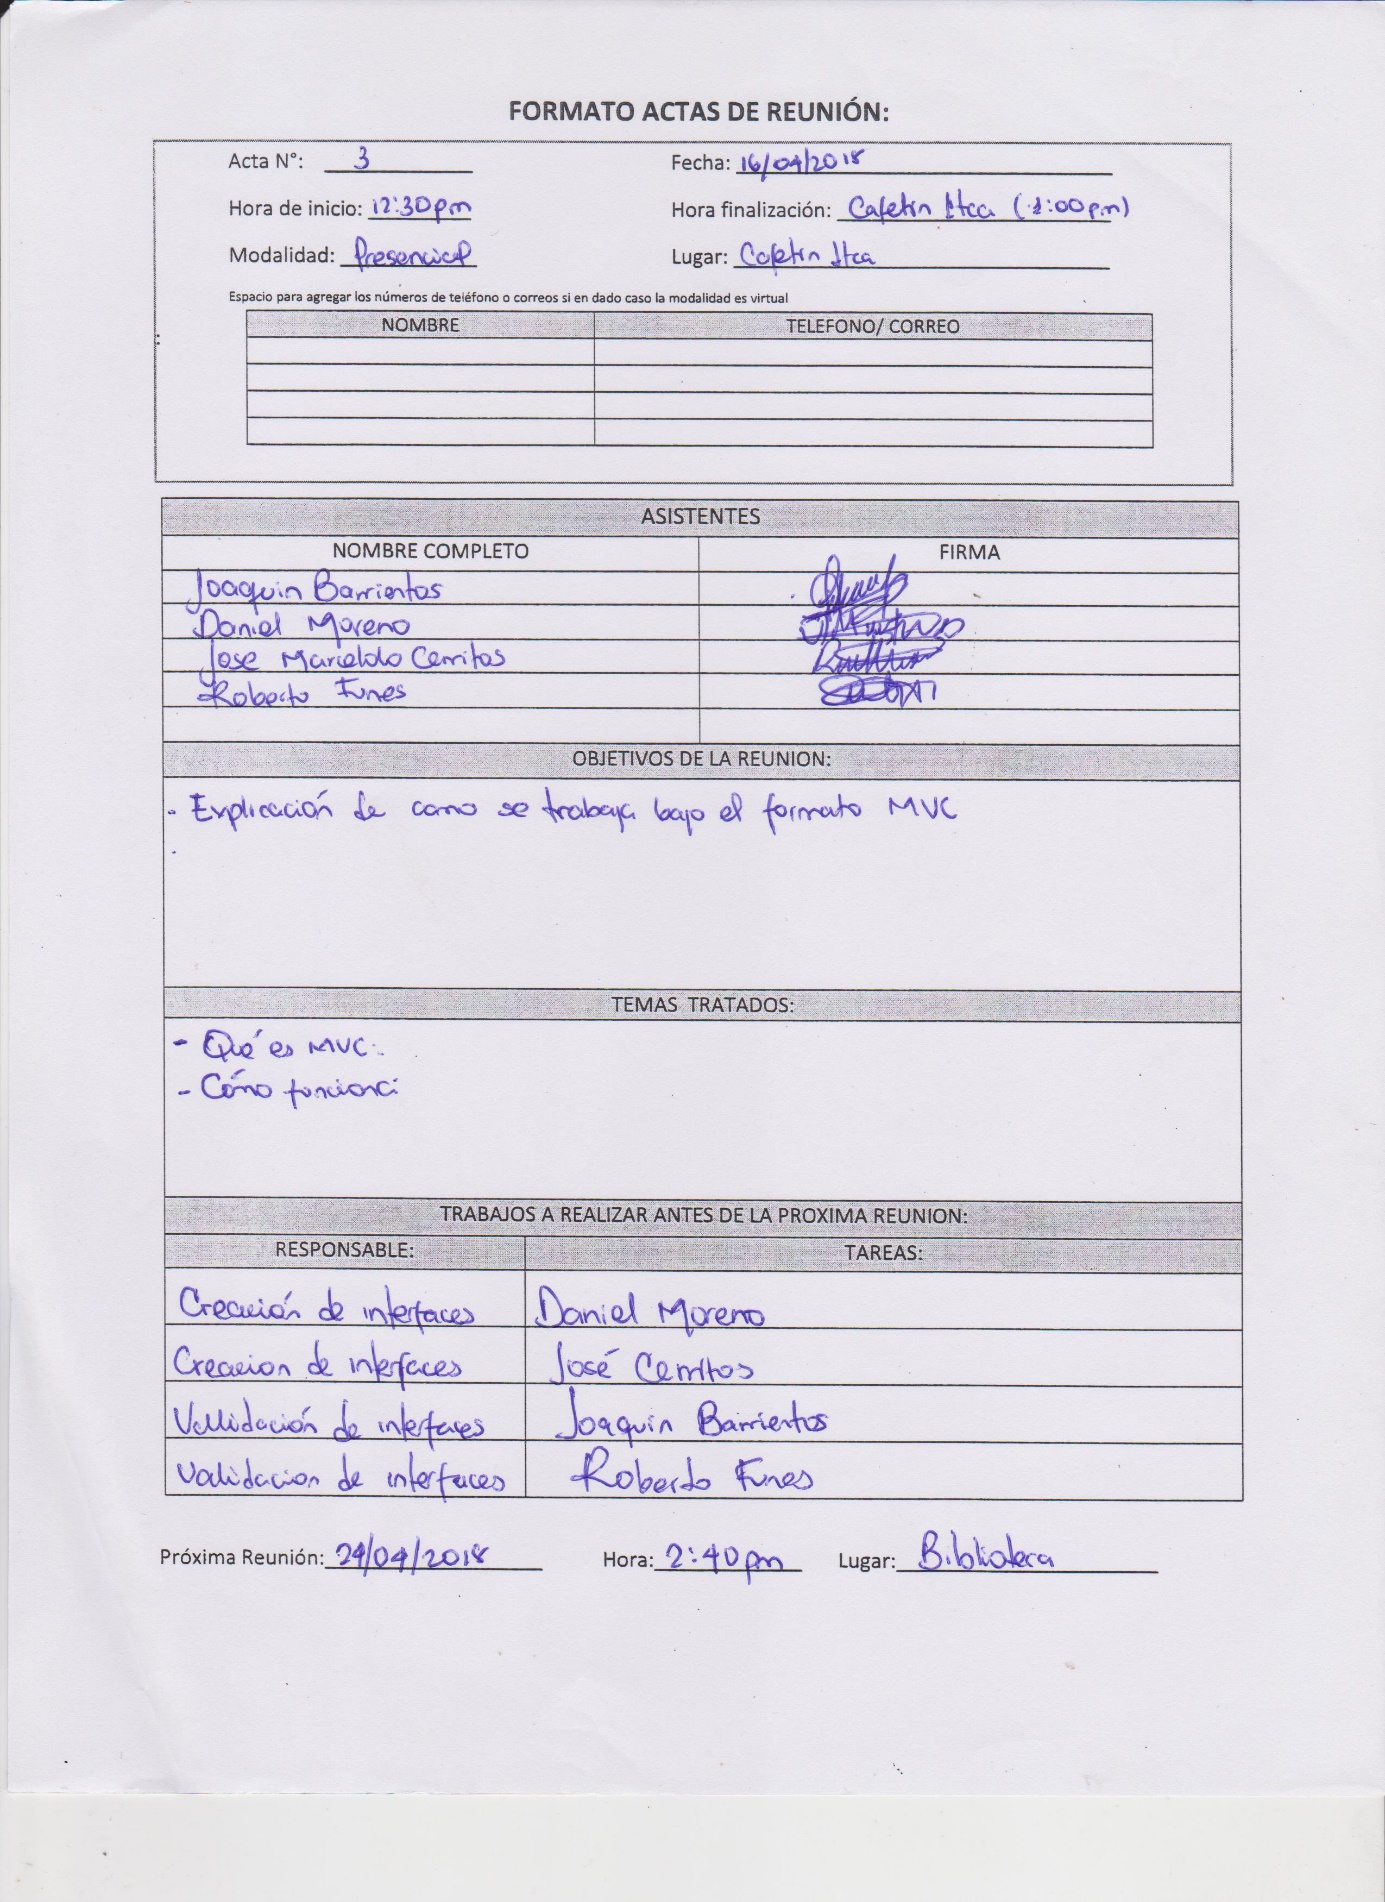 FORMATO ACTAS DE REUNIÓN:
Acta N°: 3 Fecha: 16/04/2018
Hora de inicio: 12:30pm Hora finalización: Cafetin Itca (1:00pm)
Modalidad: Presencial Lugar: Cafetin Itca
Espacio para agregar los números de teléfono o correos si en dado caso la modalidad es virtual
NOMBRE TELEFONO/ CORREO
ASISTENTES
NOMBRE COMPLETO FIRMA
Joaquin Barrientos
Daniel Moreno
Jose Cerritos
Roberto Funes
OBJETIVOS DE LA REUNION:
- Explicación de como se trabaja bajo el formato MVC
TEMAS TRATADOS:
- Qué es MVC.
- Cómo funciona
TRABAJOS A REALIZAR ANTES DE LA PROXIMA REUNION:
RESPONSABLE: TAREAS:
Creación de interfaces Daniel Moreno
Creacion de interfaces José Cerritos
Validación de interfaces Joaquin Barrientos
Validacion de interfaces Roberto Funes
Próxima Reunión: 24/04/2018 Hora: 2:40pm Lugar: Biblioteca